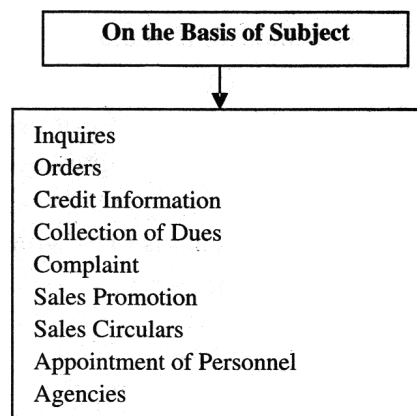 On the Basis of Subject
Inquires
Orders
Credit Information
Collection of Dues
Complaint
Sales Promotion
Sales Circulars
Appointment of Personnel
Agencies